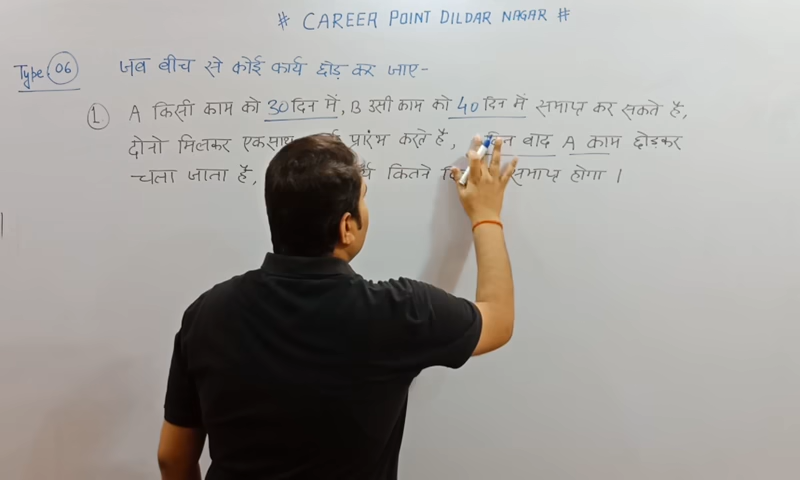 # CAREER POINT DILDAR NAGAR #
Type: 06 जब बीच से कोई कार्य छोड़ कर जाए-
1 A किसी काम को 30 दिन में, B उसी काम को 40 दिन में समाप्त कर सकते है,
दोनो मिलकर एकसाथ प्रारंभ करते है, बाद A काम छोड़कर
चला जाता है, कितने समाप्त होगा ।